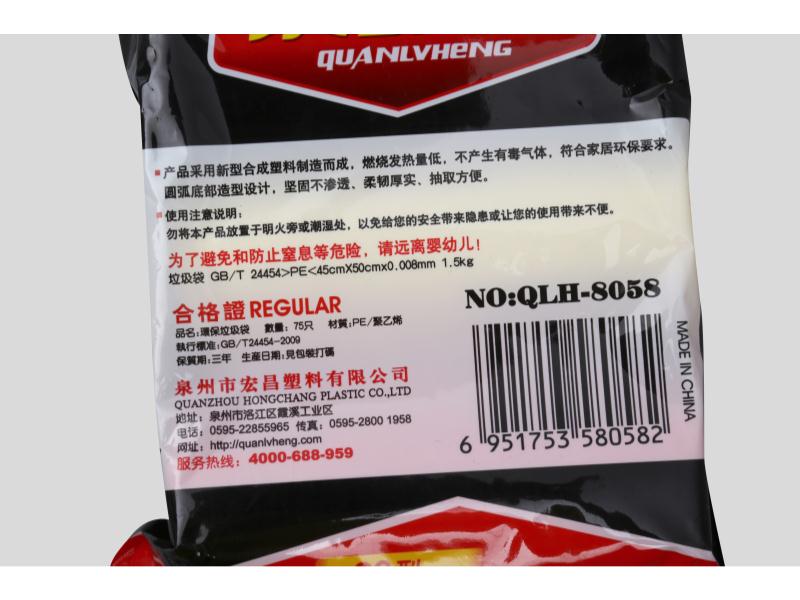 QUANLVHENG
产品采用新型合成塑料制造而成，燃烧发热量低，不产生有毒气体，符合家居环保要求。
圆弧底部造型设计，坚固不渗透、柔韧厚实、抽取方便。
使用注意说明：
勿将本产品放置于明火旁或潮湿处，以免给您的安全带来隐患或让您的使用带来不便。
为了避免和防止窒息等危险，请远离婴幼儿！
垃圾袋 GB/T 24454>PE<45cmX50cmx0.008mm 1.5kg
合格證 REGULAR
品名：環保垃圾袋 數量：75只 材質：PE/聚乙烯
執行標准：GB/T24454-2009
保質期：三年 生産日期：見包裝打碼
泉州市宏昌塑料有限公司
QUANZHOU HONGCHANG PLASTIC CO.,LTD
地址：泉州市洛江区霞溪工业区
电话：0595-22855965 传真：0595-2800 1958
网址：http://quanlvheng.com
服务热线：4000-688-959
NO:QLH-8058
6 951753 580582
MADE IN CHINA